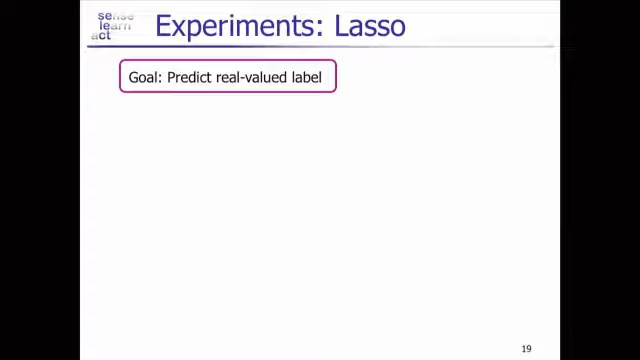 sense
learn
act
Experiments: Lasso
Goal: Predict real-valued label
19